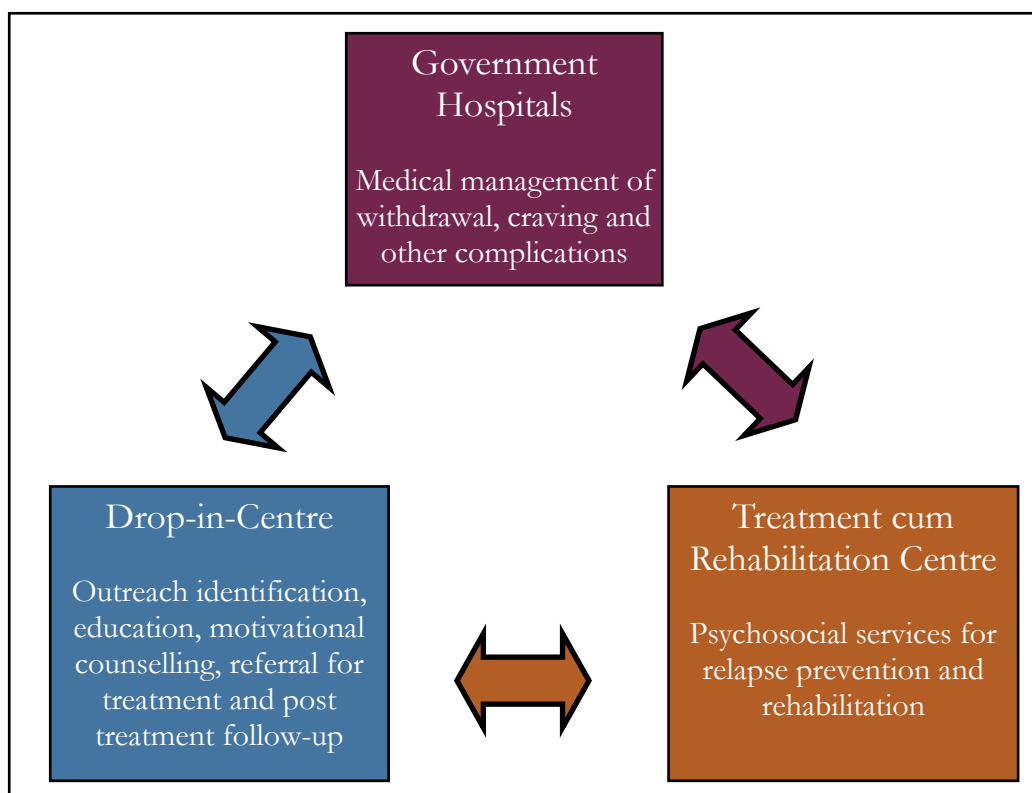 Government
Hospitals
Medical management of
withdrawal, craving and
other complications
Drop-in-Centre
Outreach identification,
education, motivational
counselling, referral for
treatment and post
treatment follow-up
Treatment cum
Rehabilitation Centre
Psychosocial services for
relapse prevention and
rehabilitation